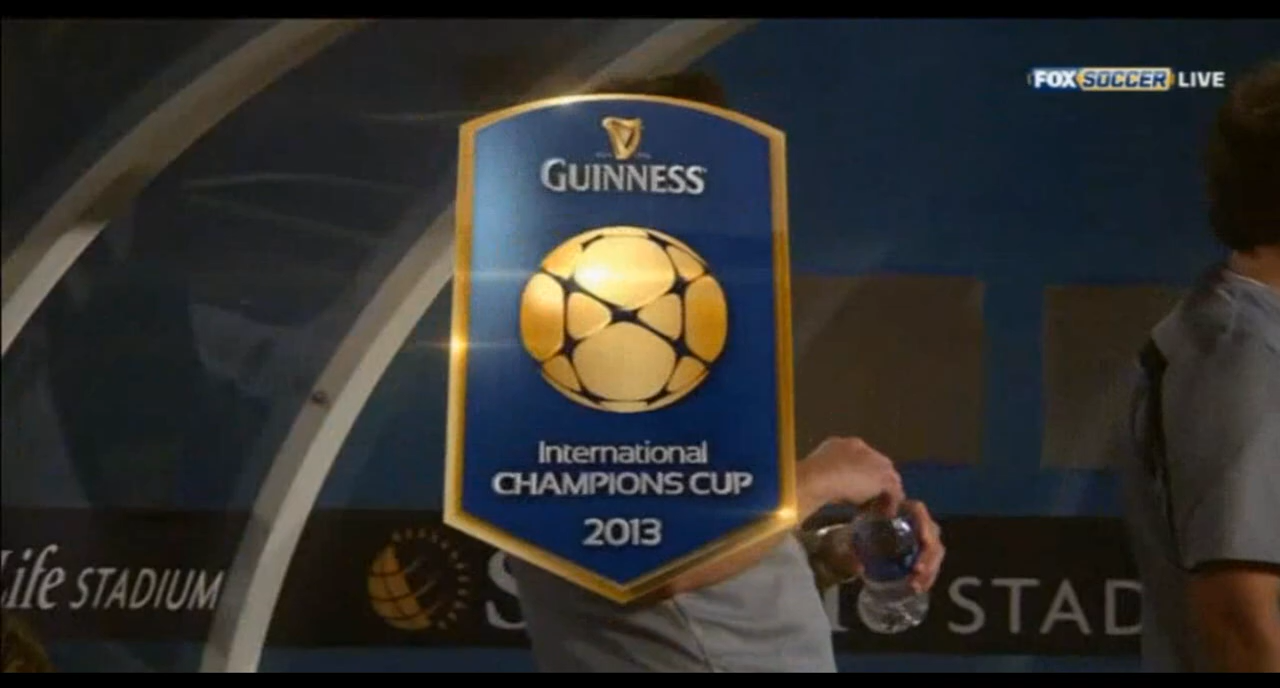 FOX SOCCER LIVE
GUINNESS
International
CHAMPIONS CUP
2013
Life STADIUM
STAD